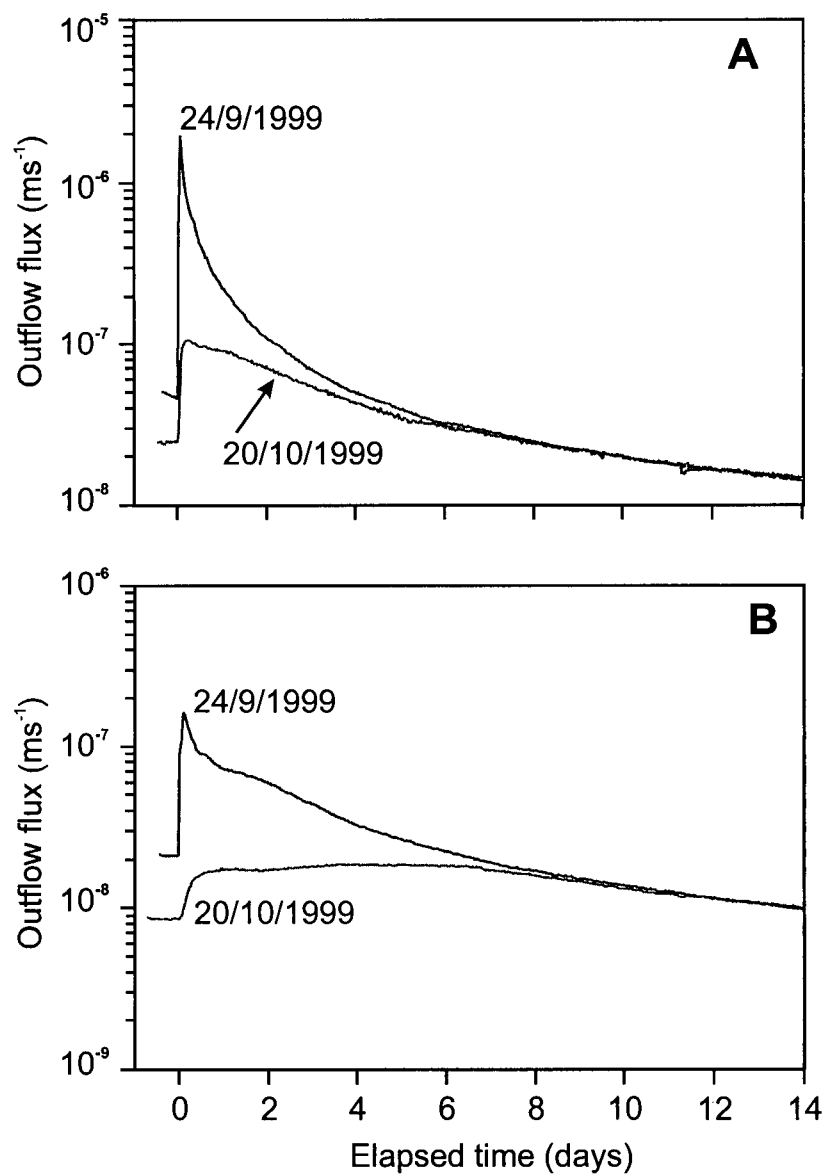 10⁻⁵
A
24/9/1999
10⁻⁶
Outflow flux (ms⁻¹)
10⁻⁷
20/10/1999
10⁻⁸
10⁻⁶
B
24/9/1999
10⁻⁷
Outflow flux (ms⁻¹)
10⁻⁸
20/10/1999
10⁻⁹
0 2 4 6 8 10 12 14
Elapsed time (days)